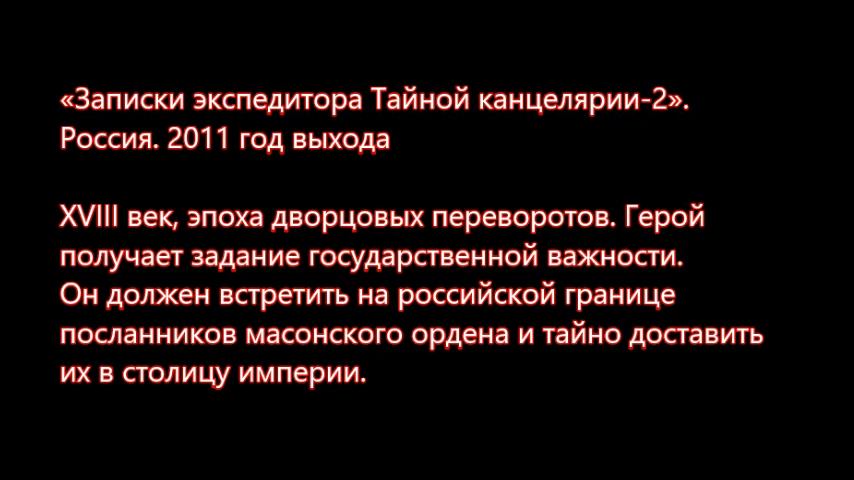 «Записки экспедитора Тайной канцелярии-2».
Россия. 2011 год выхода
XVIII век, эпоха дворцовых переворотов. Герой
получает задание государственной важности.
Он должен встретить на российской границе
посланников масонского ордена и тайно доставить
их в столицу империи.